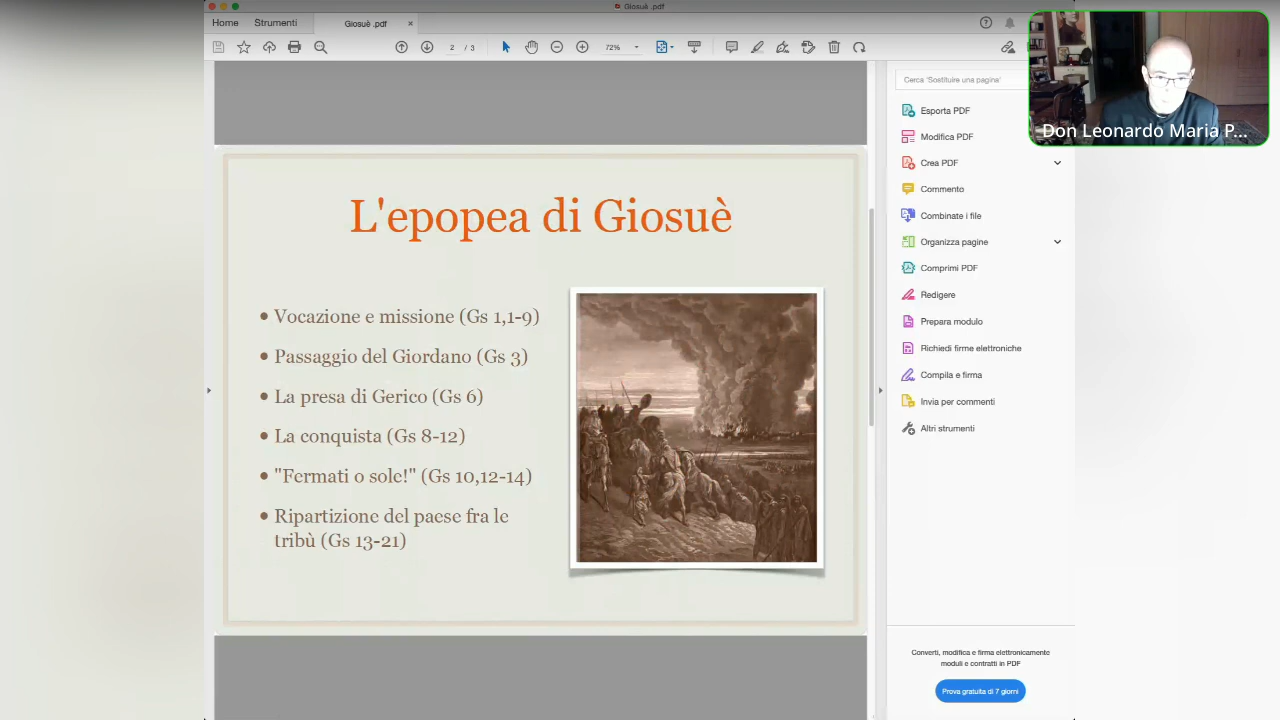 Giosuè .pdf
Home
Strumenti
Giosuè .pdf
×
2 / 3
72%
Don Leonardo Maria P...
L'epopea di Giosuè
• Vocazione e missione (Gs 1,1-9)
• Passaggio del Giordano (Gs 3)
• La presa di Gerico (Gs 6)
• La conquista (Gs 8-12)
• "Fermati o sole!" (Gs 10,12-14)
• Ripartizione del paese fra le
tribù (Gs 13-21)
Cerca 'Sostituire una pagina'
Esporta PDF
Modifica PDF
Crea PDF
Commento
Combinate i file
Organizza pagine
Comprimi PDF
Redigere
Prepara modulo
Richiedi firme elettroniche
Compila e firma
Invia per commenti
Altri strumenti
Converti, modifica e firma elettronicamente
moduli e contratti in PDF
Prova gratuita di 7 giorni